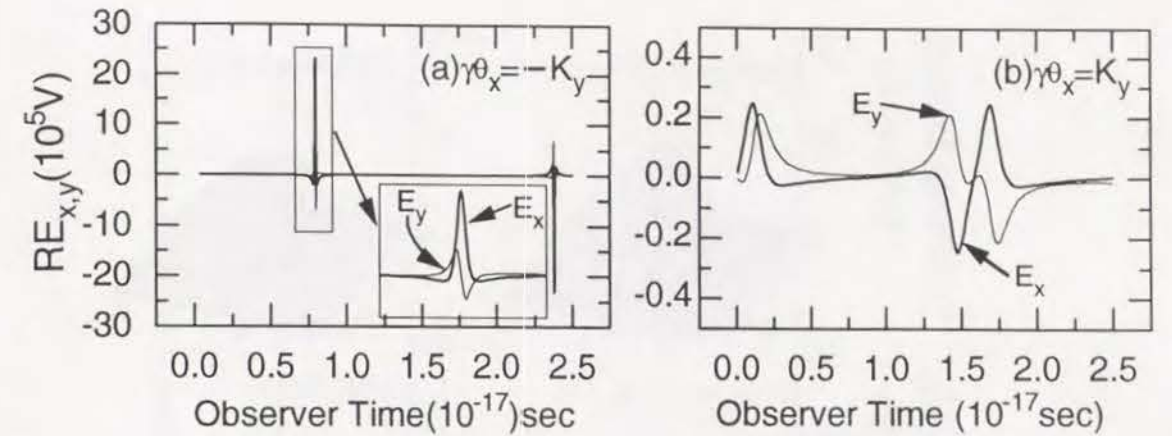 RE_x,y(10^5V)
30
20
10
0
-10
-20
-30
(a)γθ_x=−K_y
E_y
E_x
0.0 0.5 1.0 1.5 2.0 2.5
Observer Time(10^-17)sec
0.4
0.2
0.0
-0.2
-0.4
(b)γθ_x=K_y
E_y
E_x
0.0 0.5 1.0 1.5 2.0 2.5
Observer Time (10^-17sec)